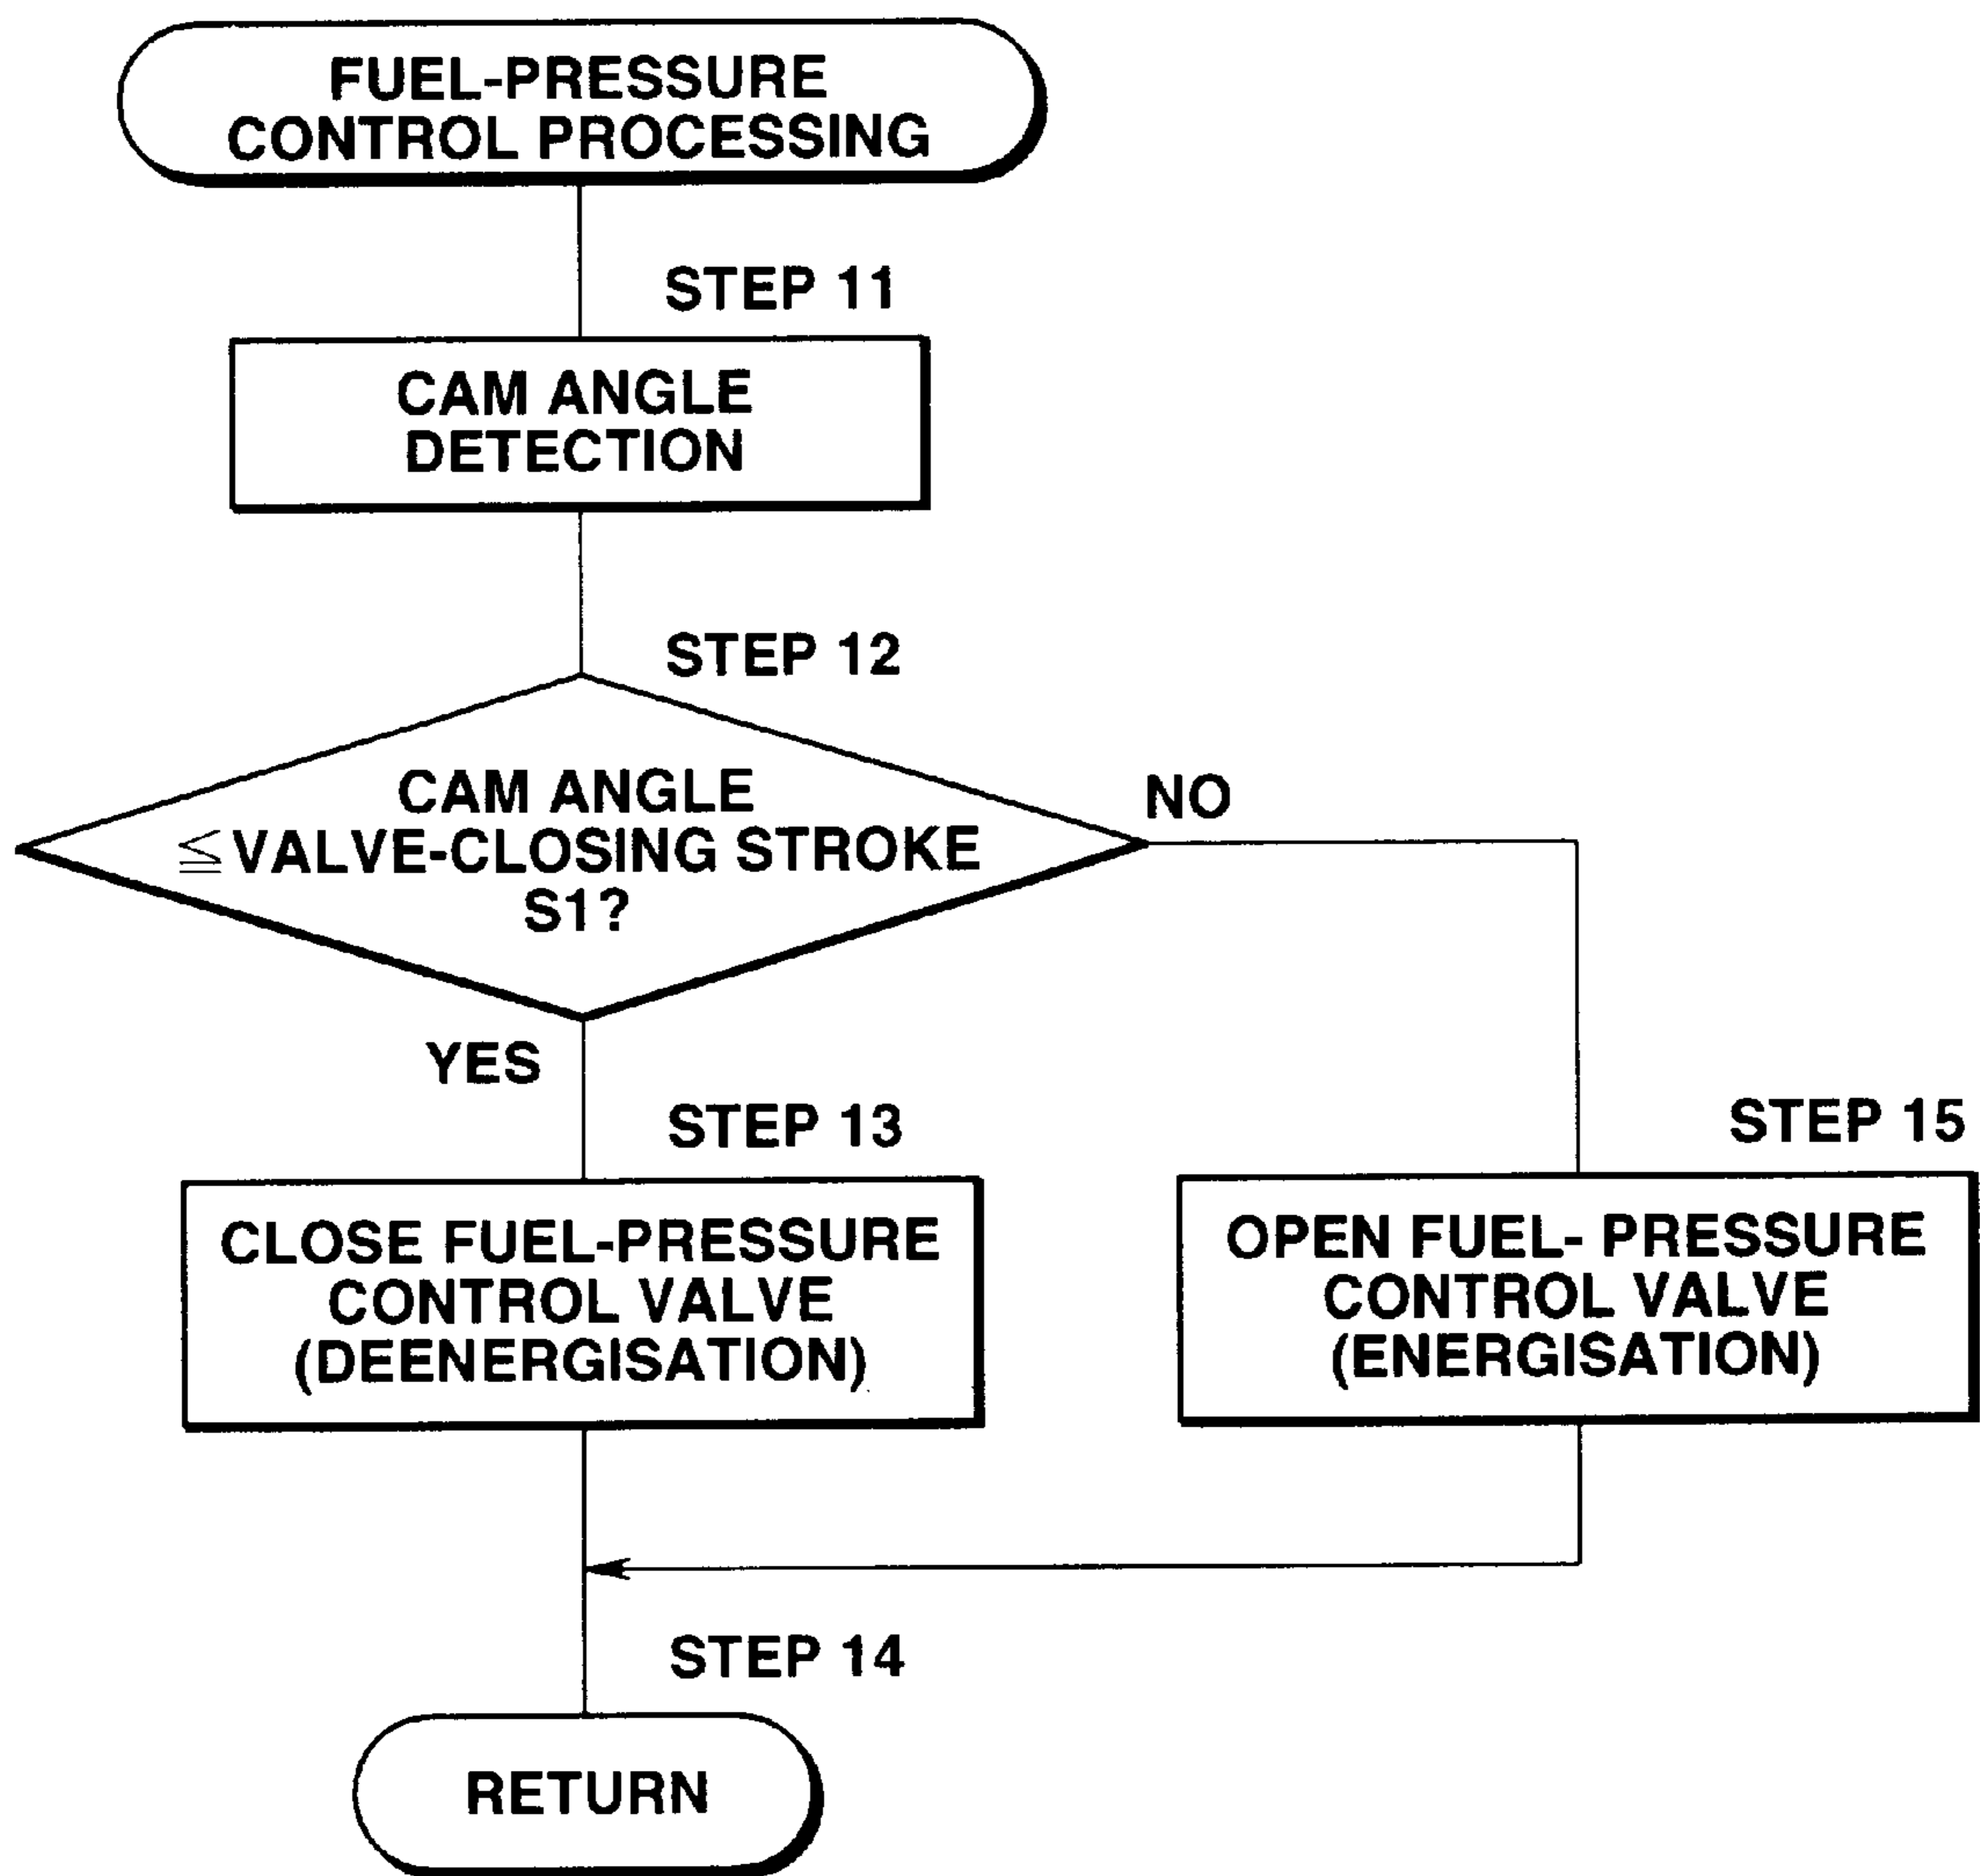 FUEL-PRESSURE
CONTROL PROCESSING
STEP 11
CAM ANGLE
DETECTION
STEP 12
CAM ANGLE
≦VALVE-CLOSING STROKE
S1?
NO
YES
STEP 13
CLOSE FUEL-PRESSURE
CONTROL VALVE
(DEENERGISATION)
STEP 15
OPEN FUEL- PRESSURE
CONTROL VALVE
(ENERGISATION)
STEP 14
RETURN